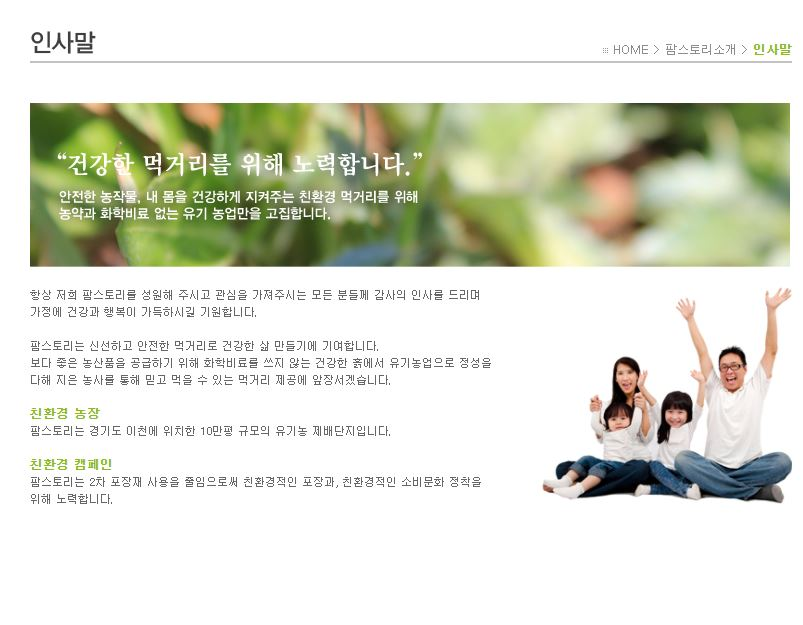 인사말
HOME > 팜스토리소개 > 인사말
“건강한 먹거리를 위해 노력합니다.”
안전한 농작물, 내 몸을 건강하게 지켜주는 친환경 먹거리를 위해
농약과 화학비료 없는 유기 농업만을 고집합니다.
항상 저희 팜스토리를 성원해 주시고 관심을 가져주시는 모든 분들께 감사의 인사를 드리며
가정에 건강과 행복이 가득하시길 기원합니다.
팜스토리는 신선하고 안전한 먹거리로 건강한 삶 만들기에 기여합니다.
보다 좋은 농산품을 공급하기 위해 화학비료를 쓰지 않는 건강한 흙에서 유기농업으로 정성을
다해 지은 농사를 통해 믿고 먹을 수 있는 먹거리 제공에 앞장서겠습니다.
친환경 농장
팜스토리는 경기도 이천에 위치한 10만평 규모의 유기농 재배단지입니다.
친환경 캠페인
팜스토리는 2차 포장재 사용을 줄임으로써 친환경적인 포장과, 친환경적인 소비문화 정착을
위해 노력합니다.